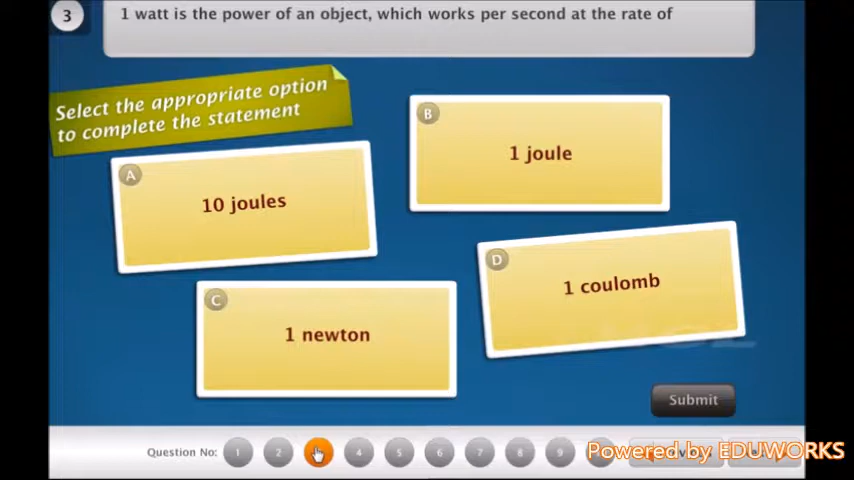 3
1 watt is the power of an object, which works per second at the rate of
Select the appropriate option
to complete the statement
A
10 joules
B
1 joule
C
1 newton
D
1 coulomb
Submit
Question No: 1 2 4 5 6 7 8 9
Powered by EDUWORKS